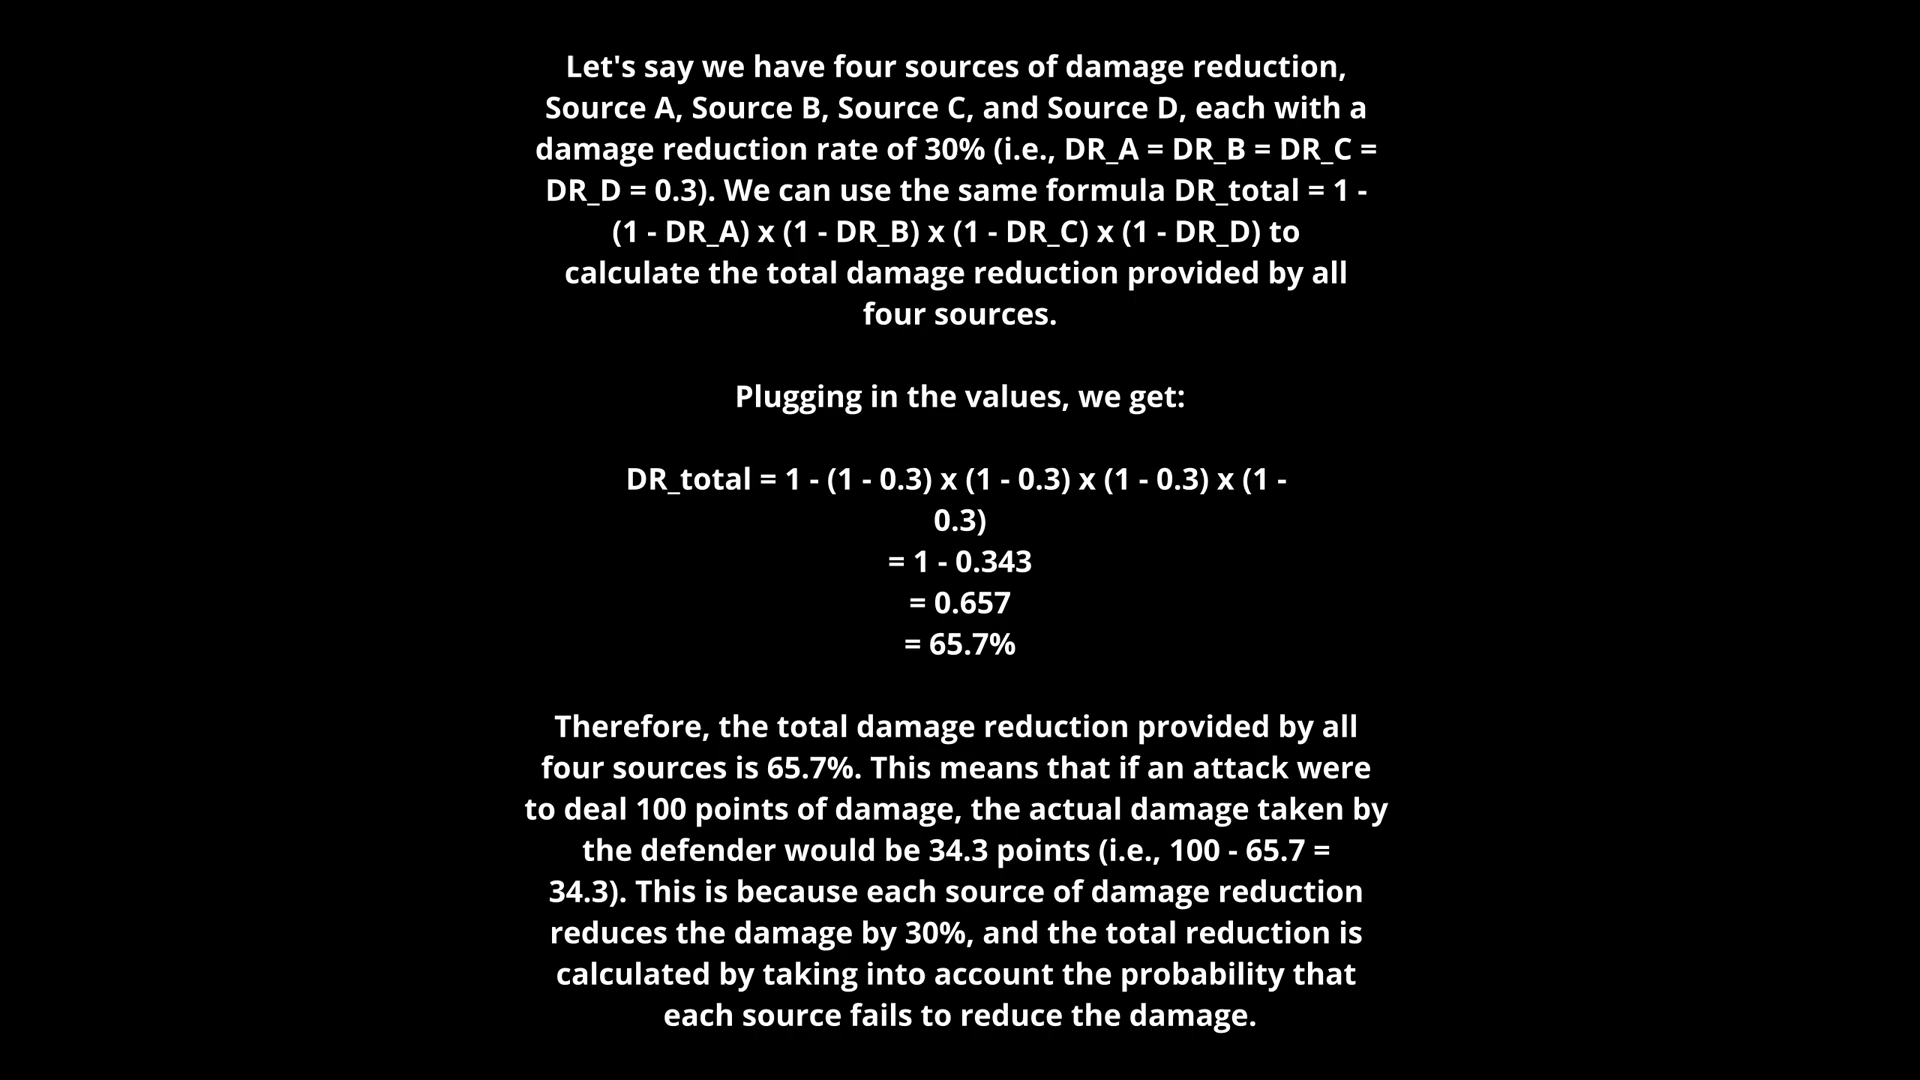 Let's say we have four sources of damage reduction,
Source A, Source B, Source C, and Source D, each with a
damage reduction rate of 30% (i.e., DR_A = DR_B = DR_C =
DR_D = 0.3). We can use the same formula DR_total = 1 -
(1 - DR_A) x (1 - DR_B) x (1 - DR_C) x (1 - DR_D) to
calculate the total damage reduction provided by all
four sources.
Plugging in the values, we get:
DR_total = 1 - (1 - 0.3) x (1 - 0.3) x (1 - 0.3) x (1 -
0.3)
= 1 - 0.343
= 0.657
= 65.7%
Therefore, the total damage reduction provided by all
four sources is 65.7%. This means that if an attack were
to deal 100 points of damage, the actual damage taken by
the defender would be 34.3 points (i.e., 100 - 65.7 =
34.3). This is because each source of damage reduction
reduces the damage by 30%, and the total reduction is
calculated by taking into account the probability that
each source fails to reduce the damage.